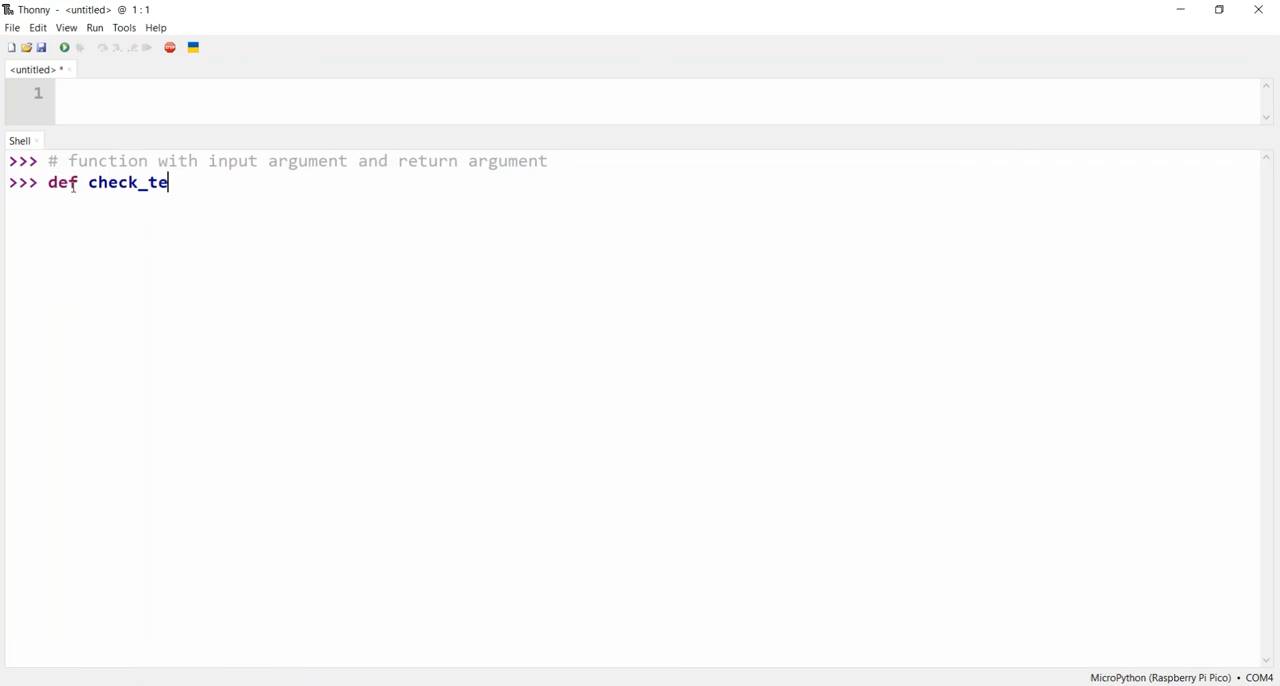 Thonny - <untitled> @ 1 : 1
File Edit View Run Tools Help
STOP
<untitled> *
1
Shell
>>> # function with input argument and return argument
>>> def check_te
MicroPython (Raspberry Pi Pico) • COM4